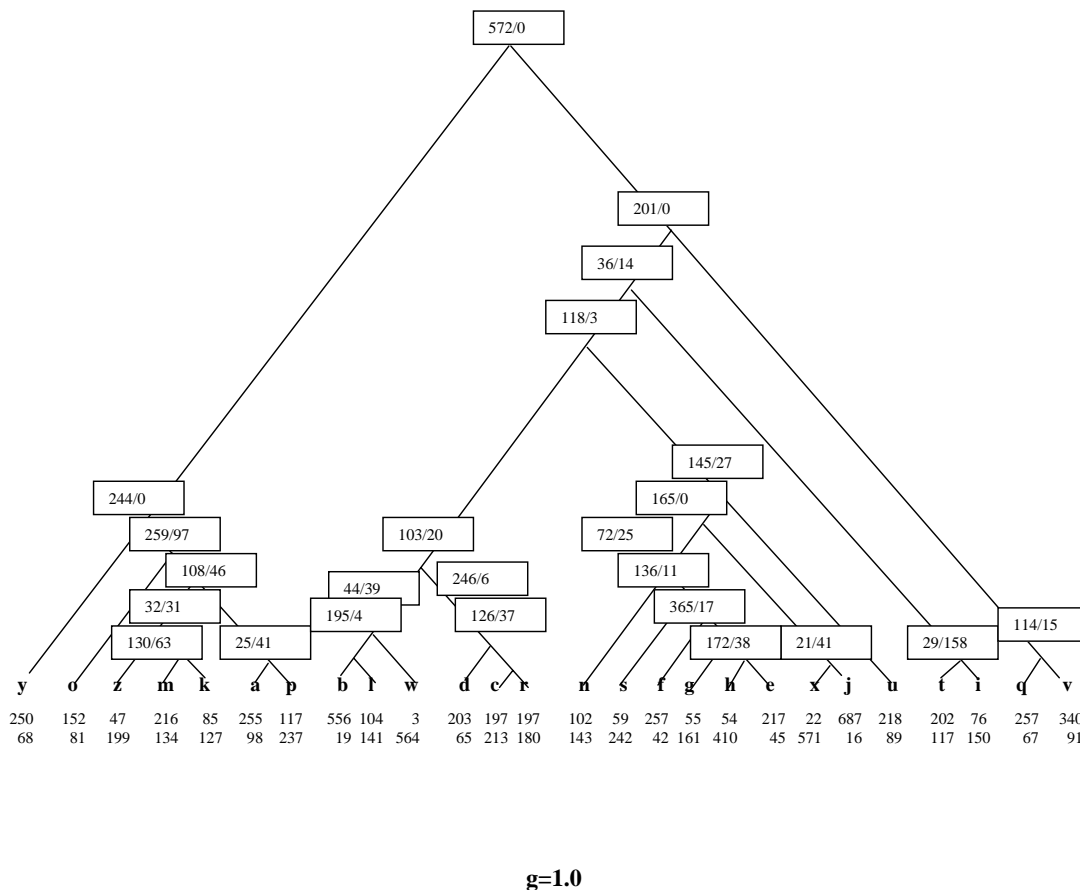 572/0
201/0
36/14
118/3
145/27
244/0 165/0
259/97 103/20 72/25
108/46 246/6 136/11
44/39
32/31 195/4 126/37 365/17
114/15
130/63 25/41 172/38 21/41 29/158
y o z m k a p b l w d c r n s f g h e x j u t i q v
250 152 47 216 85 255 117 556 104 3 203 197 197 102 59 257 55 54 217 22 687 218 202 76 257 340
68 81 199 134 127 98 237 19 141 564 65 213 180 143 242 42 161 410 45 571 16 89 117 150 67 91
g=1.0